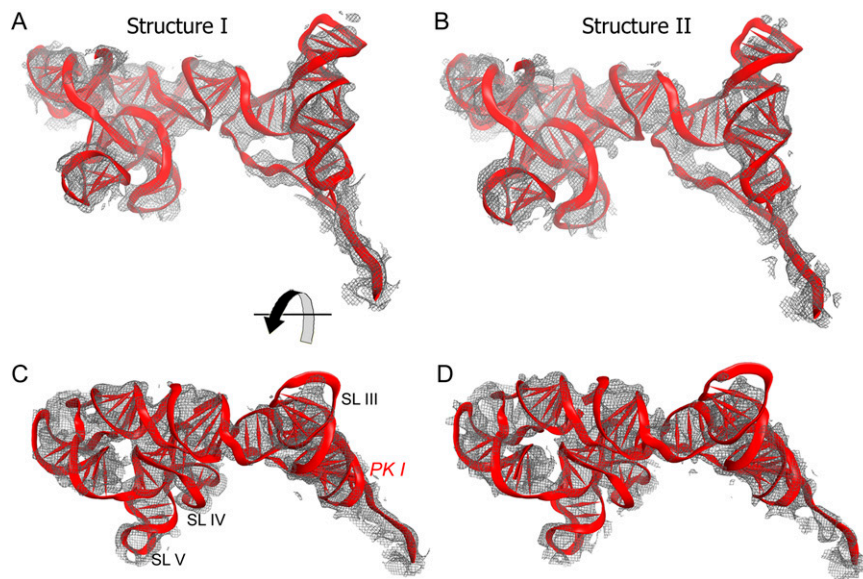 A
Structure I
B
Structure II
C
SL III
PK I
SL IV
SL V
D